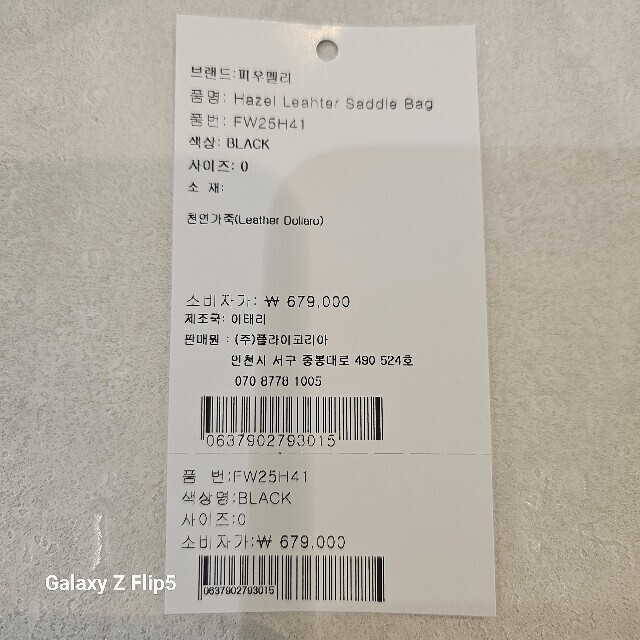 브랜드:피우멜리
품명: Hazel Leahter Saddle Bag
품번: FW25H41
색상: BLACK
사이즈: 0
소 재:
천연가죽(Leather Dollaro)
소비자가: ₩ 679,000
제조국: 이태리
판매원 : (주)플라이코리아
인천시 서구 중봉대로 490 524호
070 8778 1005
0637902793015
품 번:FW25H41
색상명:BLACK
사이즈:0
소비자가:₩ 679,000
0637902793015
Galaxy Z Flip5